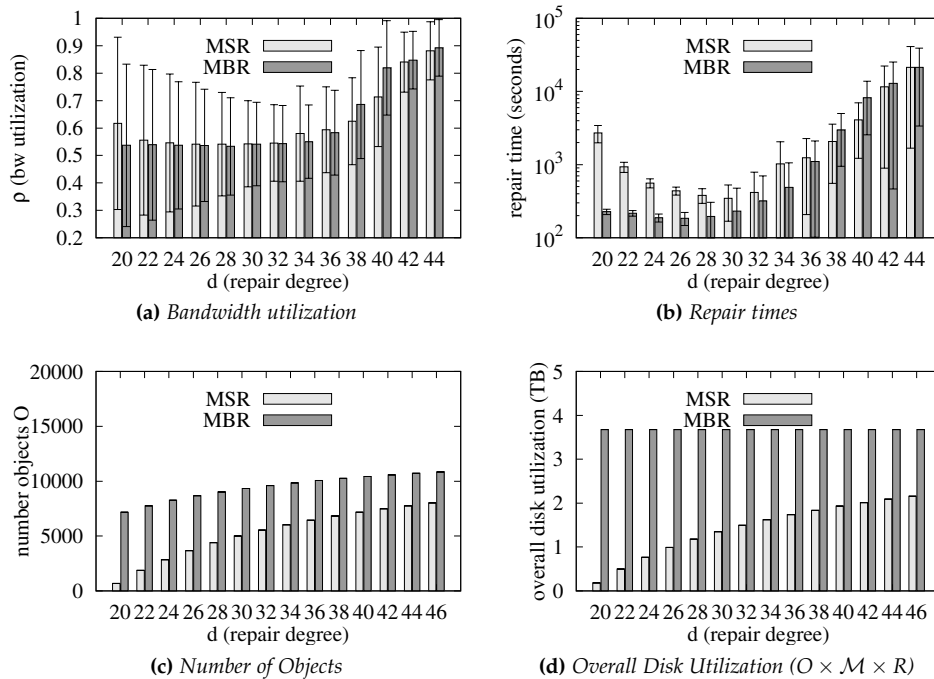 1
0.9
0.8
0.7
0.6
0.5
0.4
0.3
0.2
ρ (bw utilization)
MSR
MBR
20 22 24 26 28 30 32 34 36 38 40 42 44
d (repair degree)
(a) Bandwidth utilization
10^5
10^4
10^3
10^2
repair time (seconds)
MSR
MBR
20 22 24 26 28 30 32 34 36 38 40 42 44
d (repair degree)
(b) Repair times
20000
15000
10000
5000
0
number objects O
MSR
MBR
20 22 24 26 28 30 32 34 36 38 40 42 44 46
d (repair degree)
(c) Number of Objects
5
4
3
2
1
0
overall disk utilization (TB)
MSR
MBR
20 22 24 26 28 30 32 34 36 38 40 42 44 46
d (repair degree)
(d) Overall Disk Utilization (O × M × R)